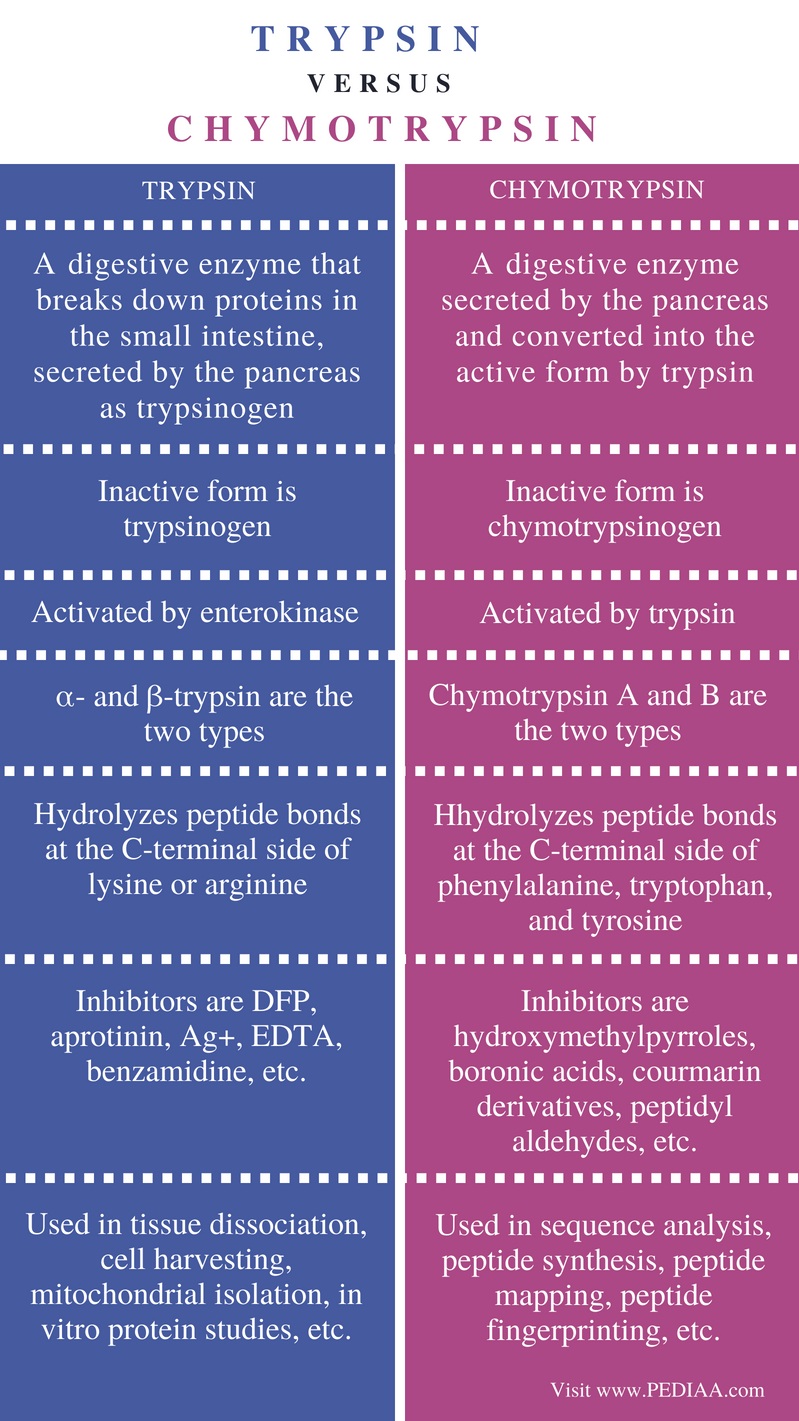 TRYPSIN
VERSUS
CHYMOTRYPSIN
TRYPSIN
A digestive enzyme that
breaks down proteins in
the small intestine,
secreted by the pancreas
as trypsinogen
Inactive form is
trypsinogen
Activated by enterokinase
α- and β-trypsin are the
two types
Hydrolyzes peptide bonds
at the C-terminal side of
lysine or arginine
Inhibitors are DFP,
aprotinin, Ag+, EDTA,
benzamidine, etc.
Used in tissue dissociation,
cell harvesting,
mitochondrial isolation, in
vitro protein studies, etc.
CHYMOTRYPSIN
A digestive enzyme
secreted by the pancreas
and converted into the
active form by trypsin
Inactive form is
chymotrypsinogen
Activated by trypsin
Chymotrypsin A and B are
the two types
Hhydrolyzes peptide bonds
at the C-terminal side of
phenylalanine, tryptophan,
and tyrosine
Inhibitors are
hydroxymethylpyrroles,
boronic acids, courmarin
derivatives, peptidyl
aldehydes, etc.
Used in sequence analysis,
peptide synthesis, peptide
mapping, peptide
fingerprinting, etc.
Visit www.PEDIAA.com